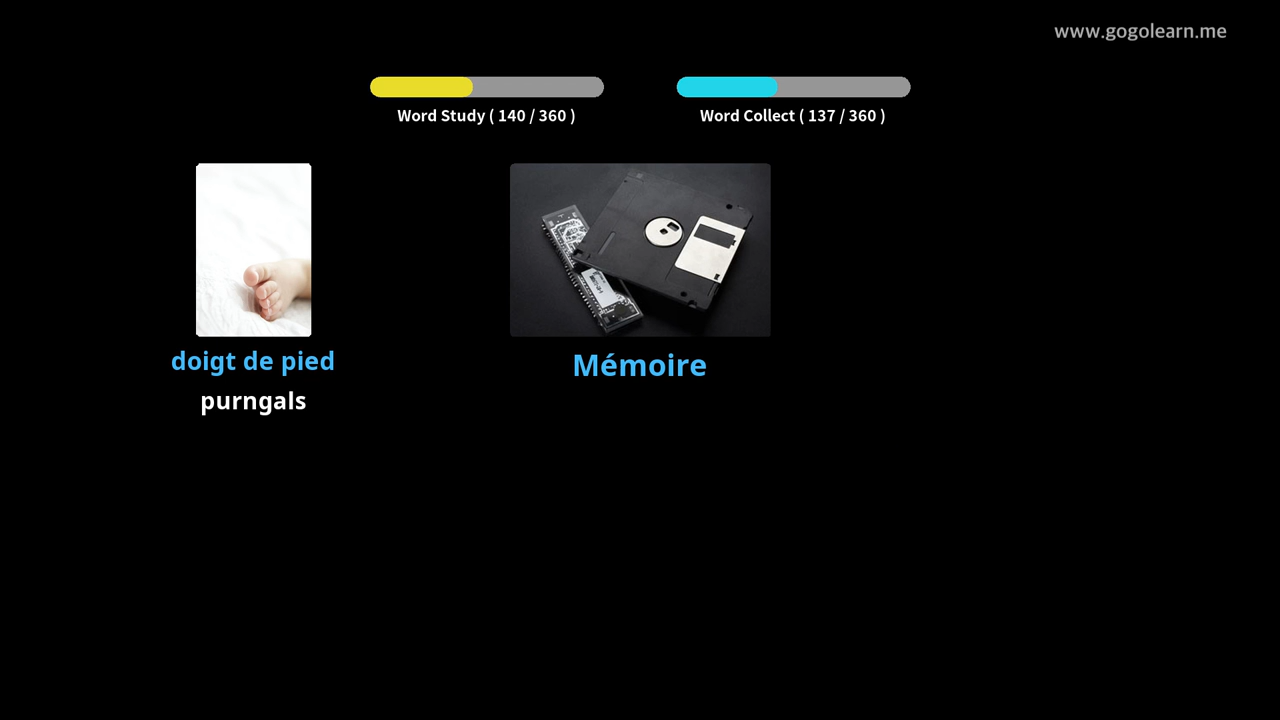 www.gogolearn.me
Word Study ( 140 / 360 )
Word Collect ( 137 / 360 )
doigt de pied
purngals
Mémoire